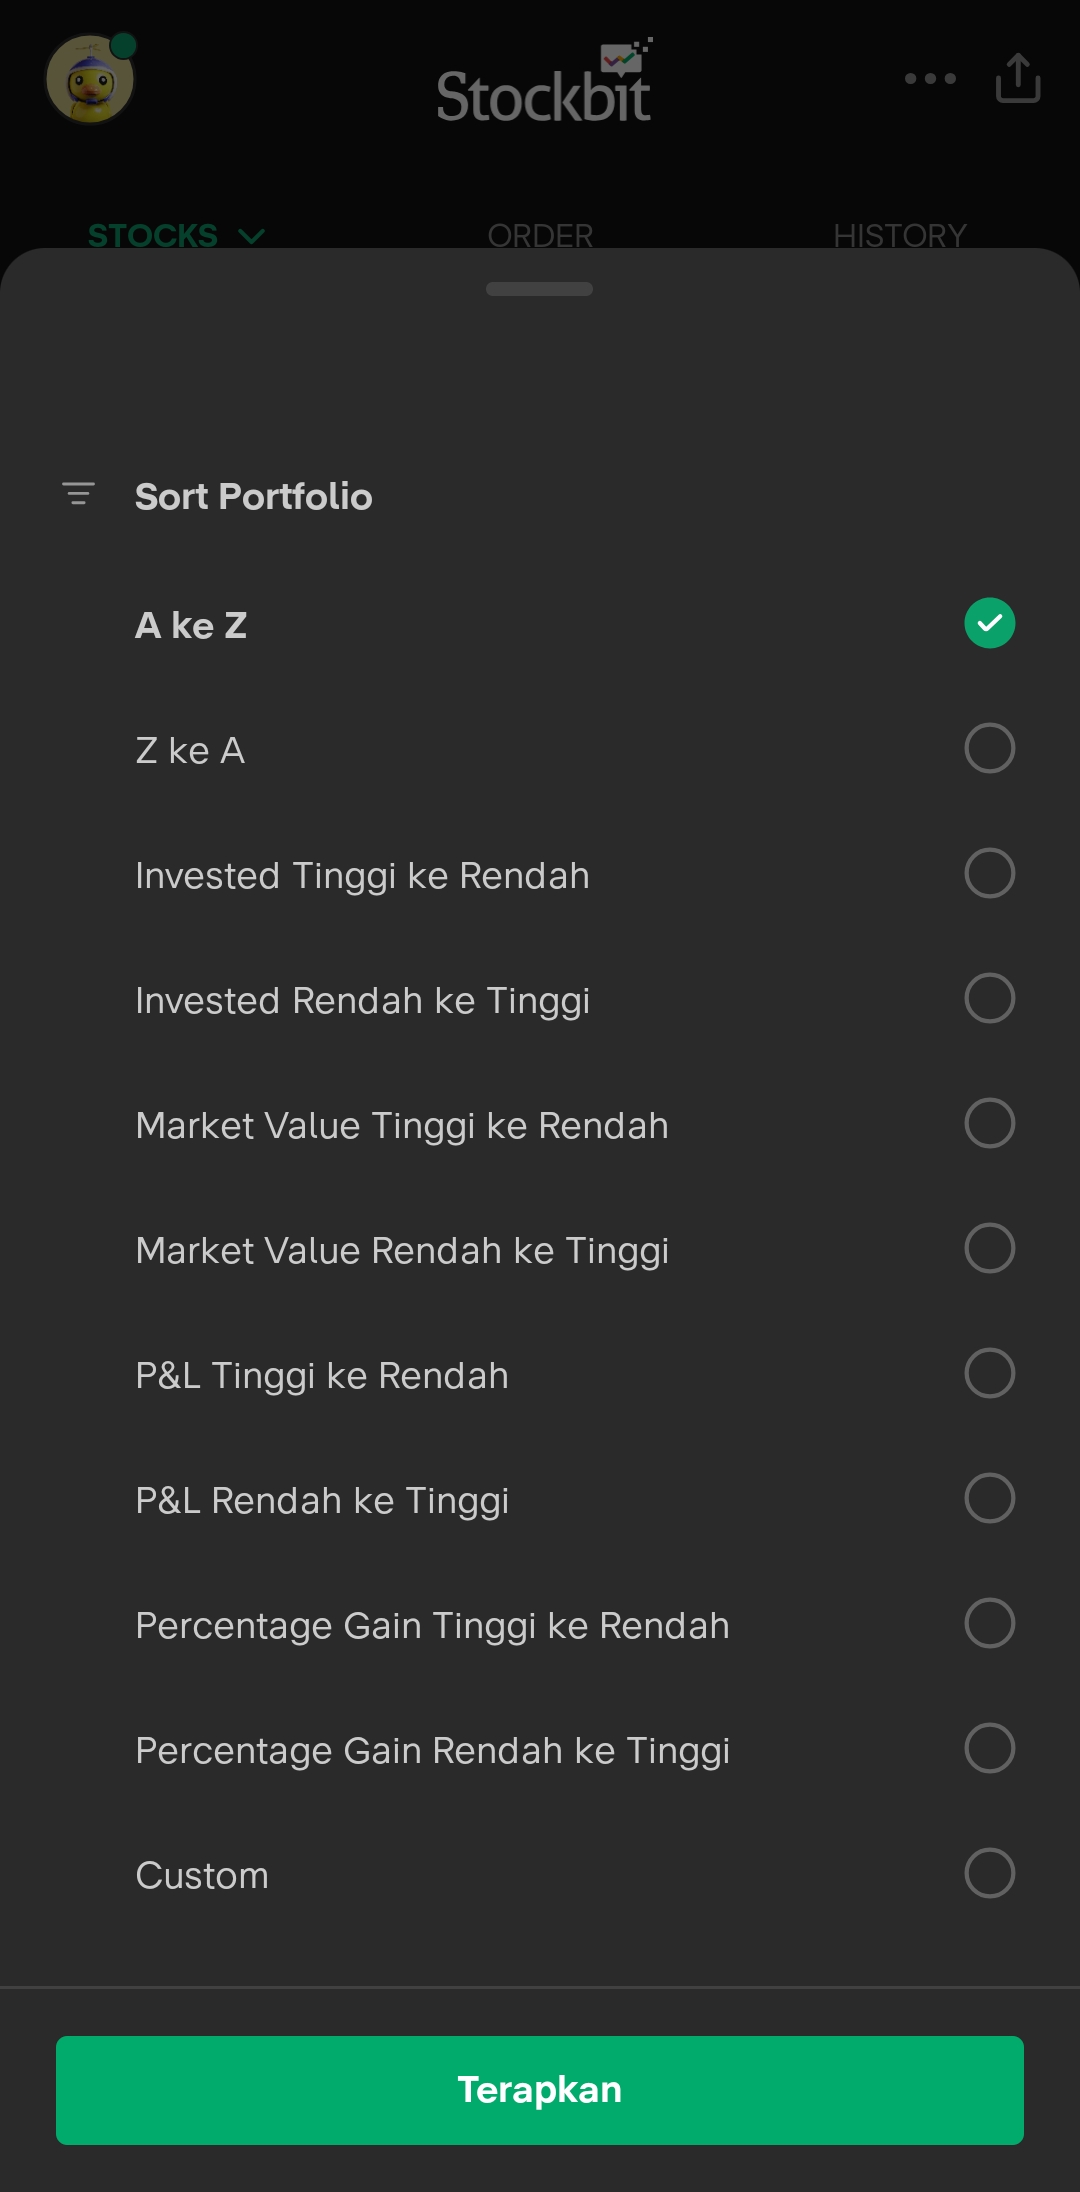 Stockbit
STOCKS ORDER HISTORY
Sort Portfolio
A ke Z
Z ke A
Invested Tinggi ke Rendah
Invested Rendah ke Tinggi
Market Value Tinggi ke Rendah
Market Value Rendah ke Tinggi
P&L Tinggi ke Rendah
P&L Rendah ke Tinggi
Percentage Gain Tinggi ke Rendah
Percentage Gain Rendah ke Tinggi
Custom
Terapkan